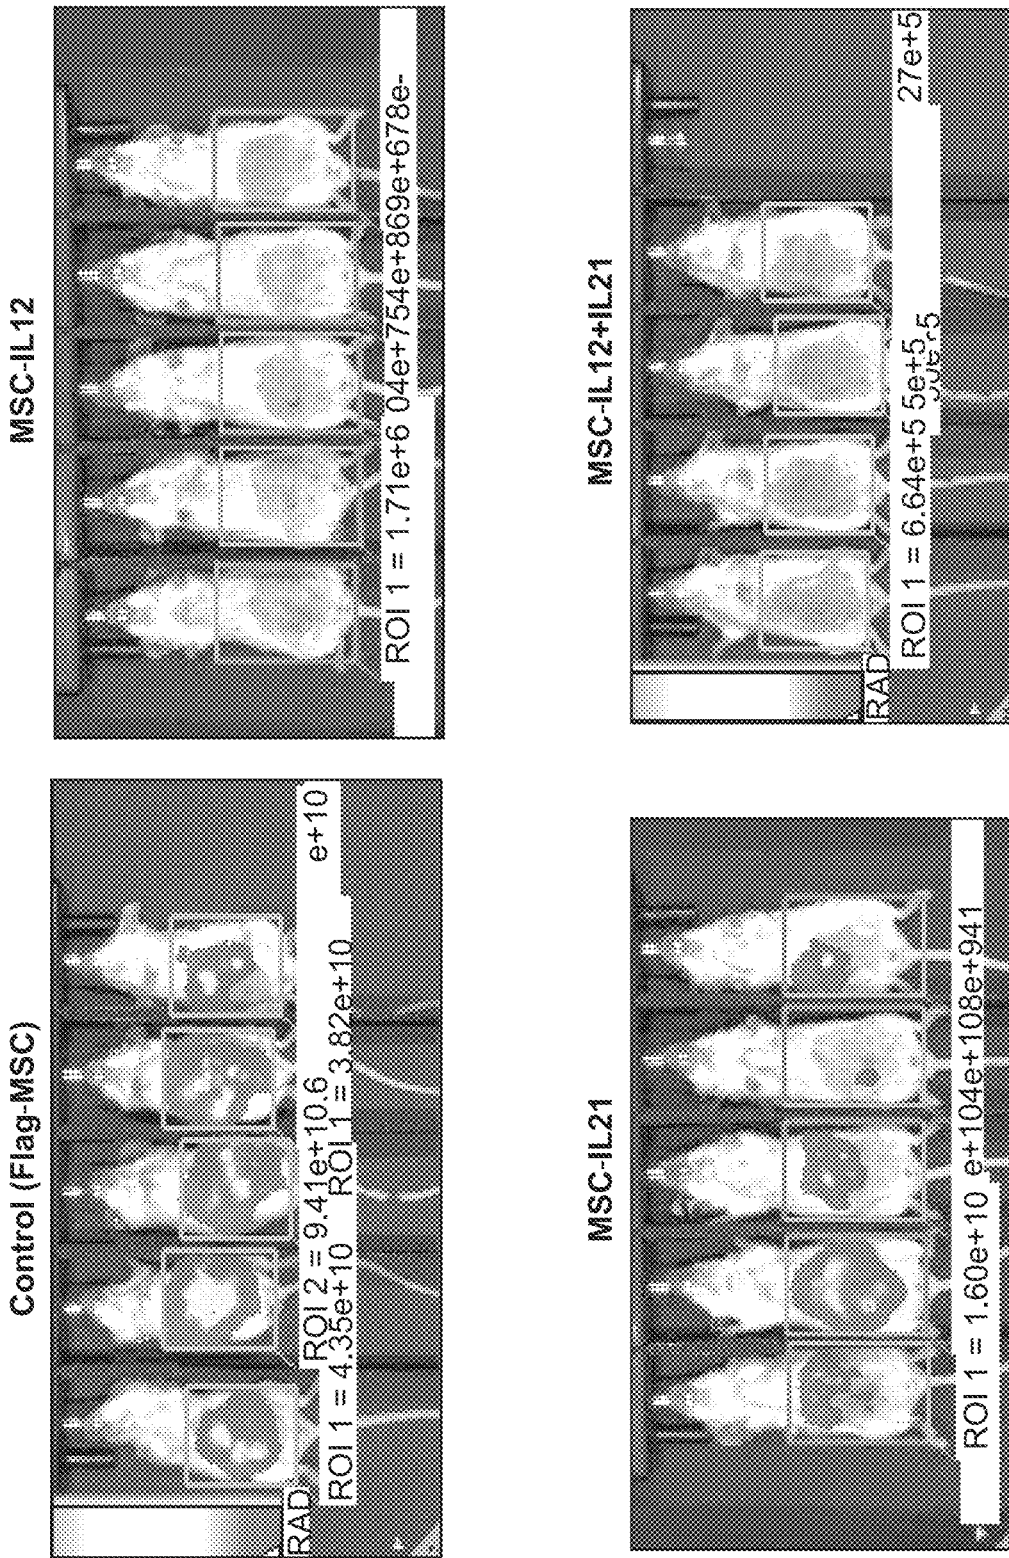 Control (Flag-MSC)
RAD
ROI 2 = 9.41e+10.6
e+10
ROI 1 = 4.35e+10
ROI 1 = 3.82e+10
MSC-IL12
ROI 1 = 1.71e+6 04e+754e+869e+678e-
MSC-IL21
ROI 1 = 1.60e+10 e+104e+108e+941
MSC-IL12+IL21
RAD
ROI 1 = 6.64e+5 5e+5
27e+5